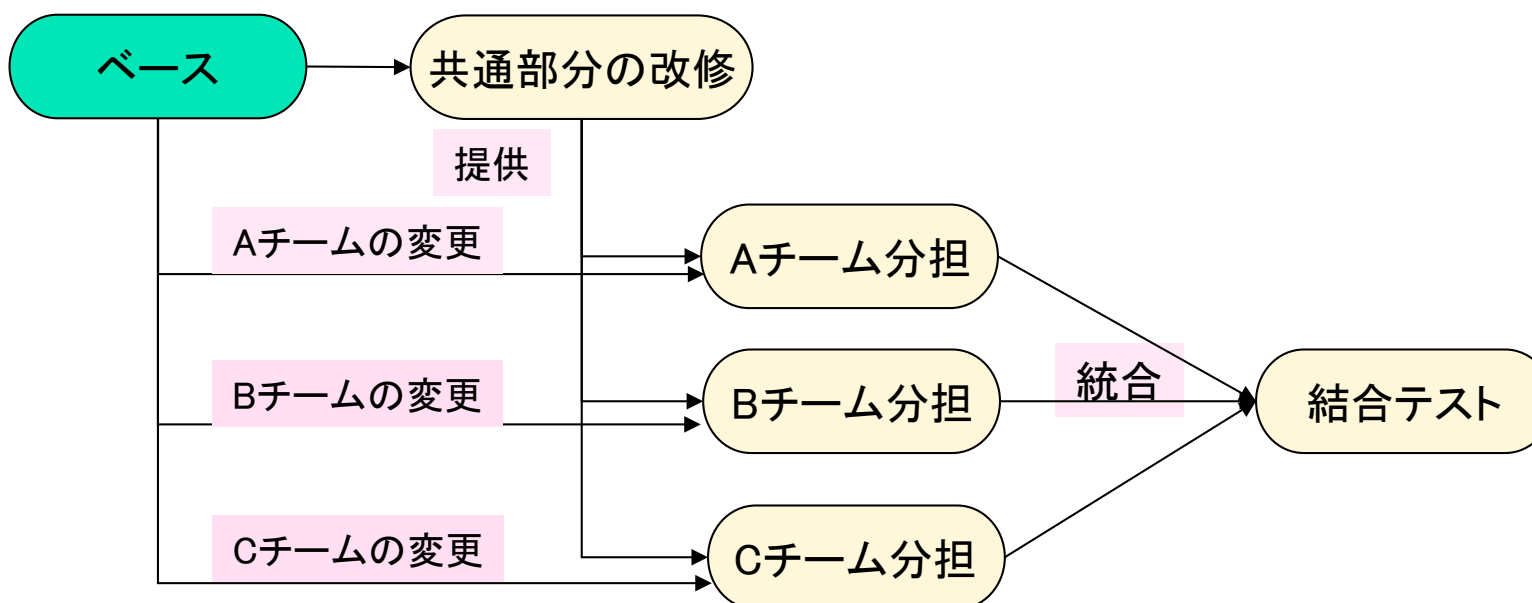 ベース
共通部分の改修
提供
Aチームの変更
Aチーム分担
Bチームの変更
Bチーム分担
統合
結合テスト
Cチームの変更
Cチーム分担